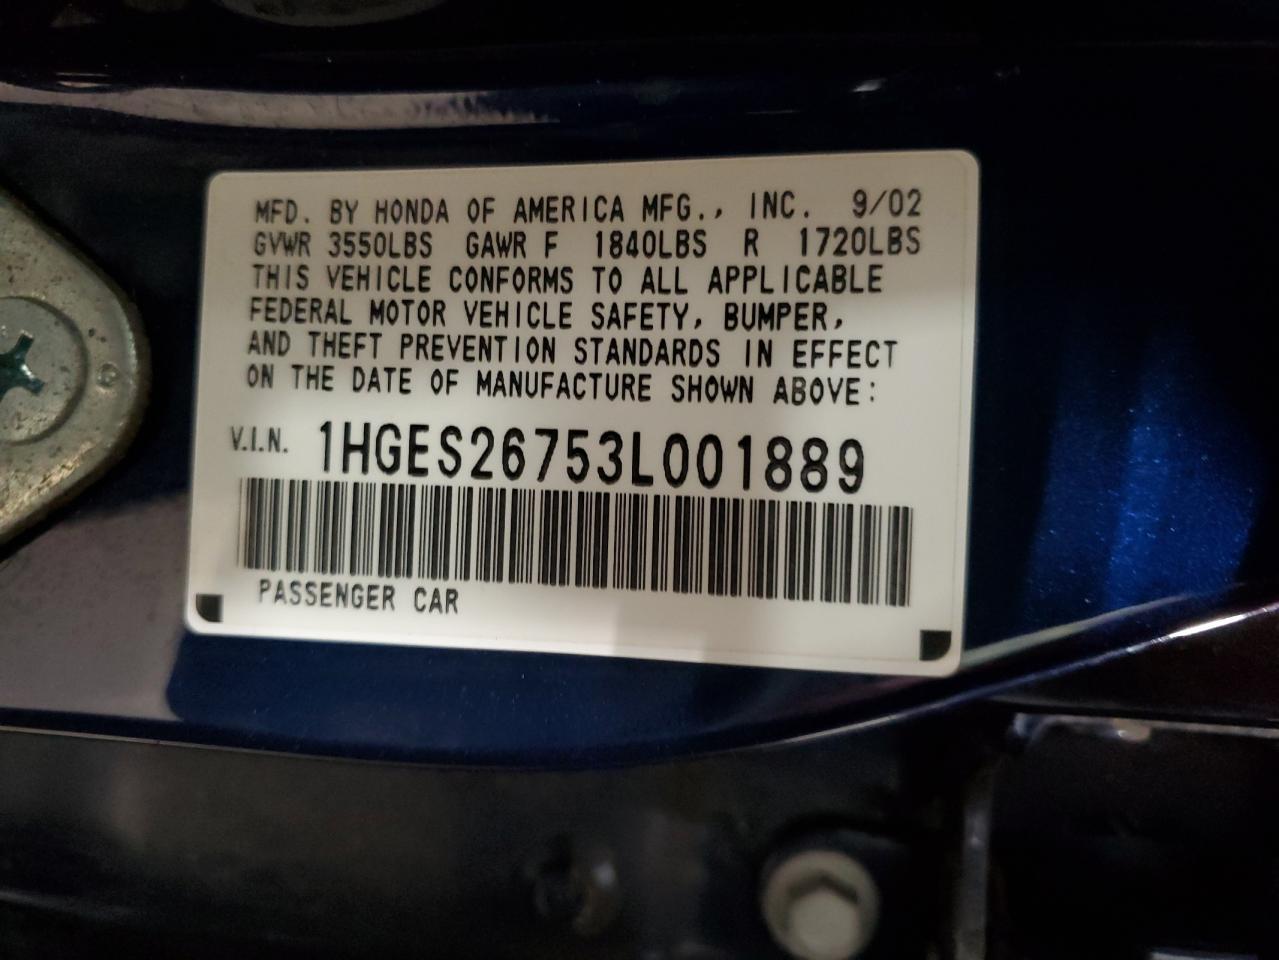 MFD. BY HONDA OF AMERICA MFG., INC. 9/02
GVWR 3550LBS GAWR F 1840LBS R 1720LBS
THIS VEHICLE CONFORMS TO ALL APPLICABLE
FEDERAL MOTOR VEHICLE SAFETY, BUMPER,
AND THEFT PREVENTION STANDARDS IN EFFECT
ON THE DATE OF MANUFACTURE SHOWN ABOVE:
V.I.N. 1HGES26753L001889
PASSENGER CAR